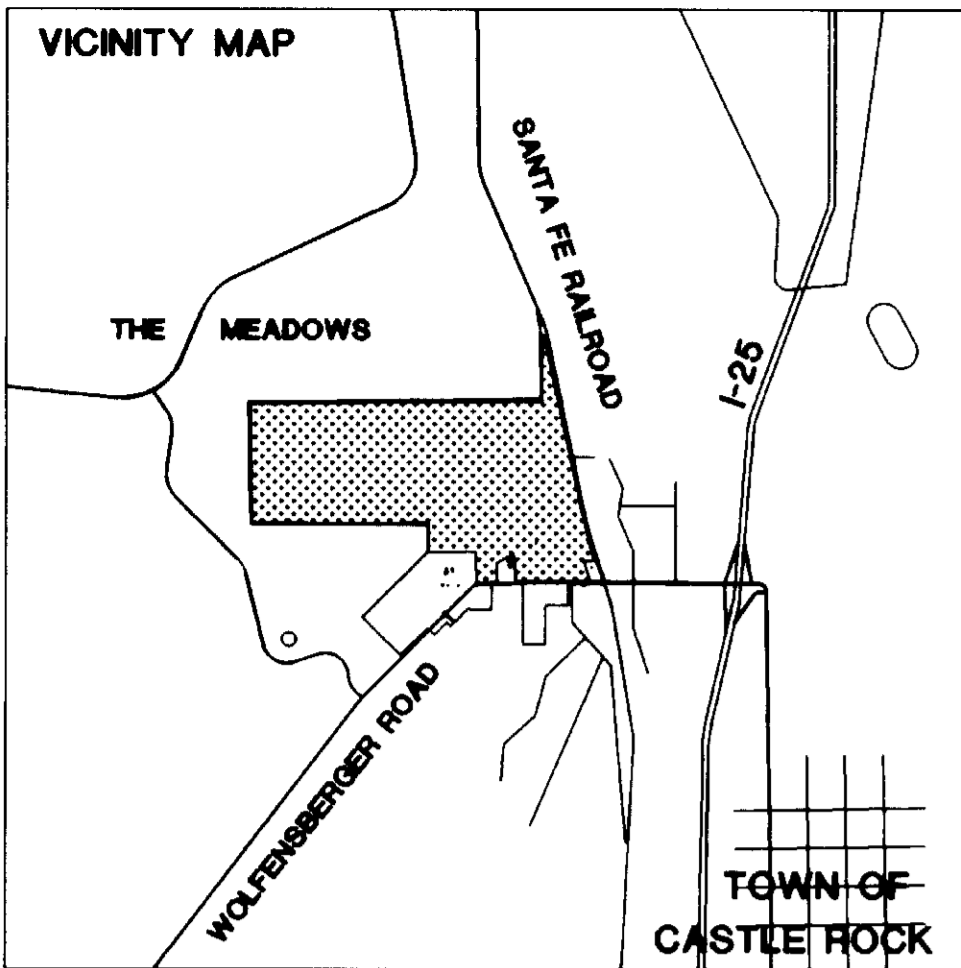 VICINITY MAP
SANTA FE RAILROAD
THE MEADOWS
I-25
WOLFENSBERGER ROAD
TOWN OF
CASTLE ROCK